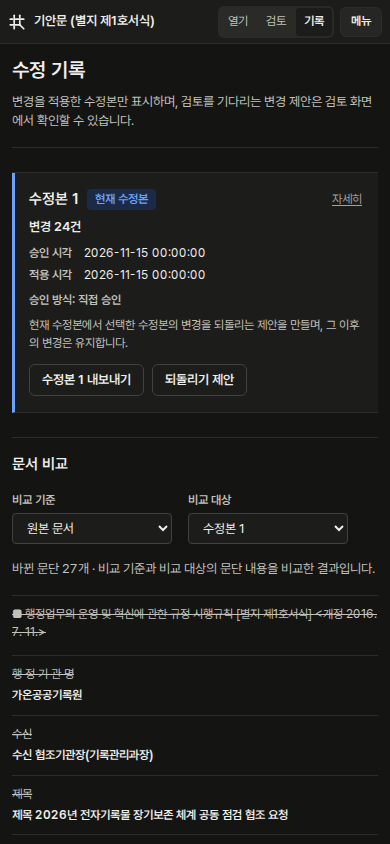 기안문 (별지 제1호서식)
열기 검토 기록 메뉴
수정 기록
변경을 적용한 수정본만 표시하며, 검토를 기다리는 변경 제안은 검토 화면
에서 확인할 수 있습니다.
수정본 1 현재 수정본 자세히
변경 24건
승인 시각 2026-11-15 00:00:00
적용 시각 2026-11-15 00:00:00
승인 방식: 직접 승인
현재 수정본에서 선택한 수정본의 변경을 되돌리는 제안을 만들며, 그 이후
의 변경은 유지합니다.
수정본 1 내보내기 되돌리기 제안
문서 비교
비교 기준 비교 대상
원본 문서 수정본 1
바뀐 문단 27개 · 비교 기준과 비교 대상의 문단 내용을 비교한 결과입니다.
■ 행정업무의 운영 및 혁신에 관한 규정 시행규칙 [별지 제1호서식] <개정 2016.
7. 11.>
행 정 기 관 명
가온공공기록원
수신
수신 협조기관장(기록관리과장)
제목
제목 2026년 전자기록물 장기보존 체계 공동 점검 협조 요청